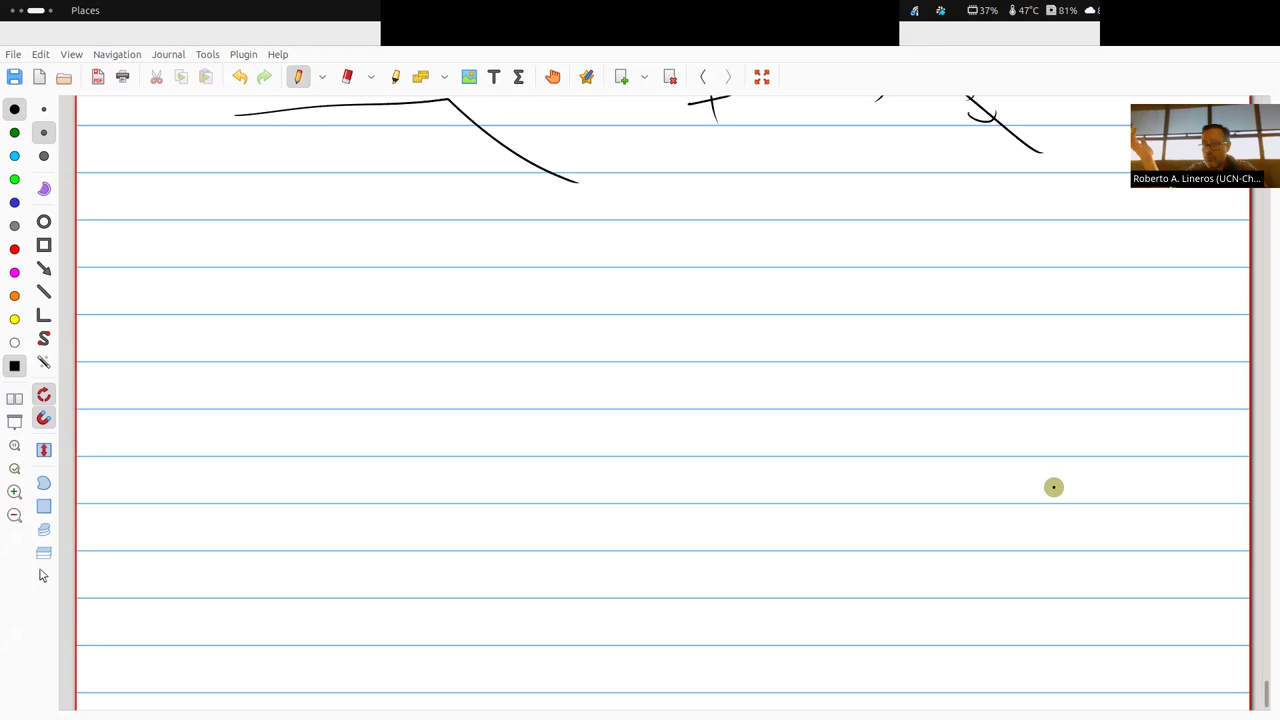 Places
37%
47°C
81%
File Edit View Navigation Journal Tools Plugin Help
Roberto A. Lineros (UCN-Ch...